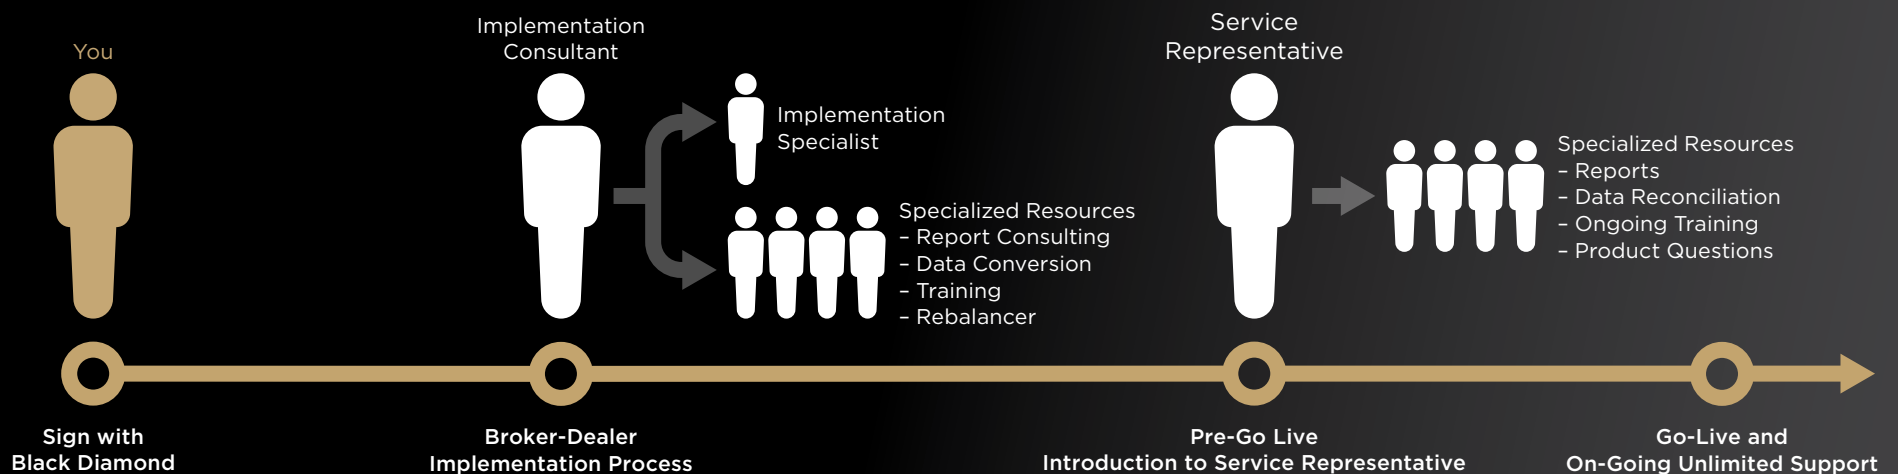 You
Implementation
Consultant
Implementation
Specialist
Specialized Resources
– Report Consulting
– Data Conversion
– Training
– Rebalancer
Service
Representative
Specialized Resources
– Reports
– Data Reconciliation
– Ongoing Training
– Product Questions
Sign with
Black Diamond
Broker-Dealer
Implementation Process
Pre-Go Live
Introduction to Service Representative
Go-Live and
On-Going Unlimited Support